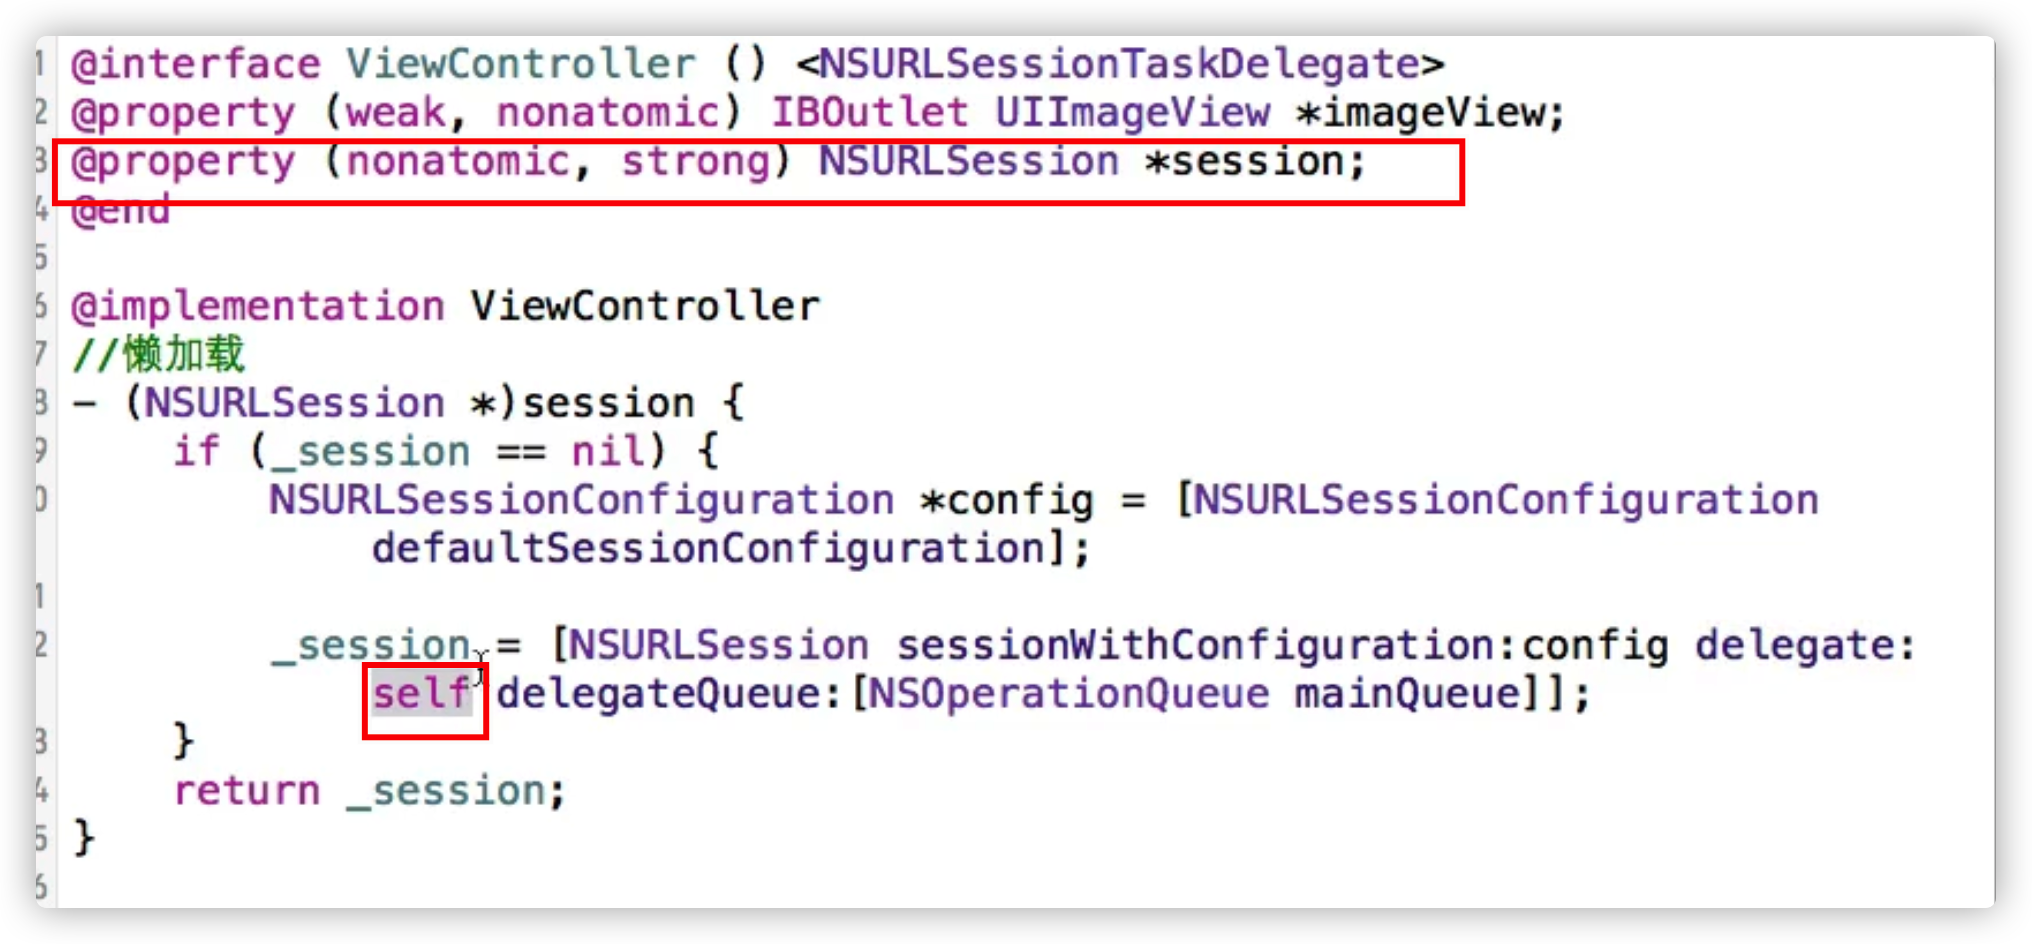 1 @interface ViewController () <NSURLSessionTaskDelegate>
2 @property (weak, nonatomic) IBOutlet UIImageView *imageView;
3 @property (nonatomic, strong) NSURLSession *session;
4 @end
5
6 @implementation ViewController
7 //懒加载
8 - (NSURLSession *)session {
9     if (_session == nil) {
0         NSURLSessionConfiguration *config = [NSURLSessionConfiguration
            defaultSessionConfiguration];
1
2         _session = [NSURLSession sessionWithConfiguration:config delegate:
            self delegateQueue:[NSOperationQueue mainQueue]];
3     }
4     return _session;
5 }
6